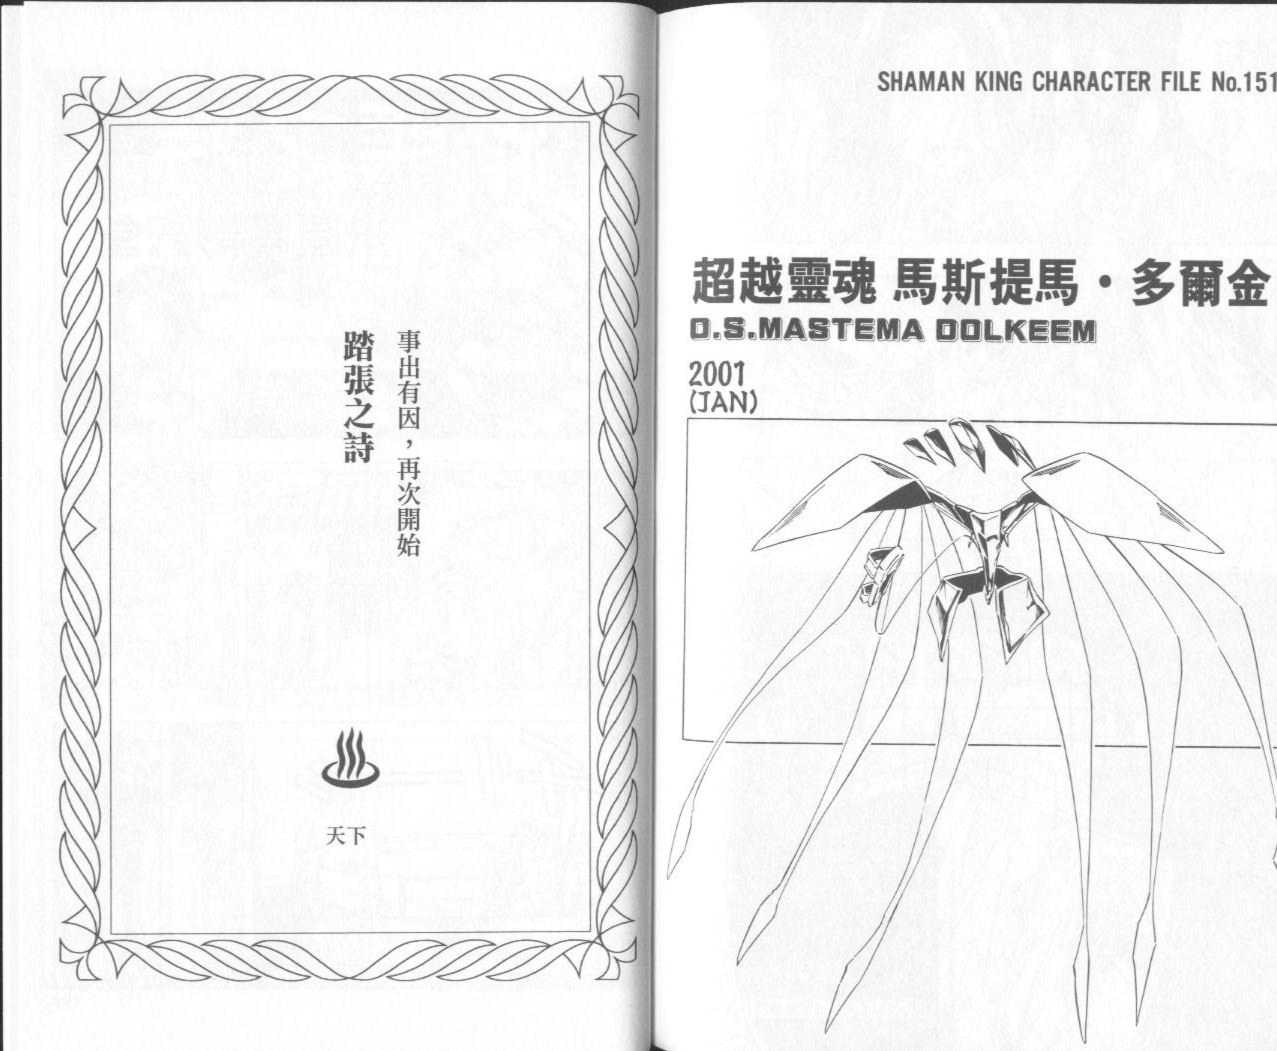 事出有因，再次開始
踏張之詩
天下
SHAMAN KING CHARACTER FILE No.151
超越靈魂 馬斯提馬・多爾金
O.S.MASTEMA DOLKEEM
2001
(JAN)